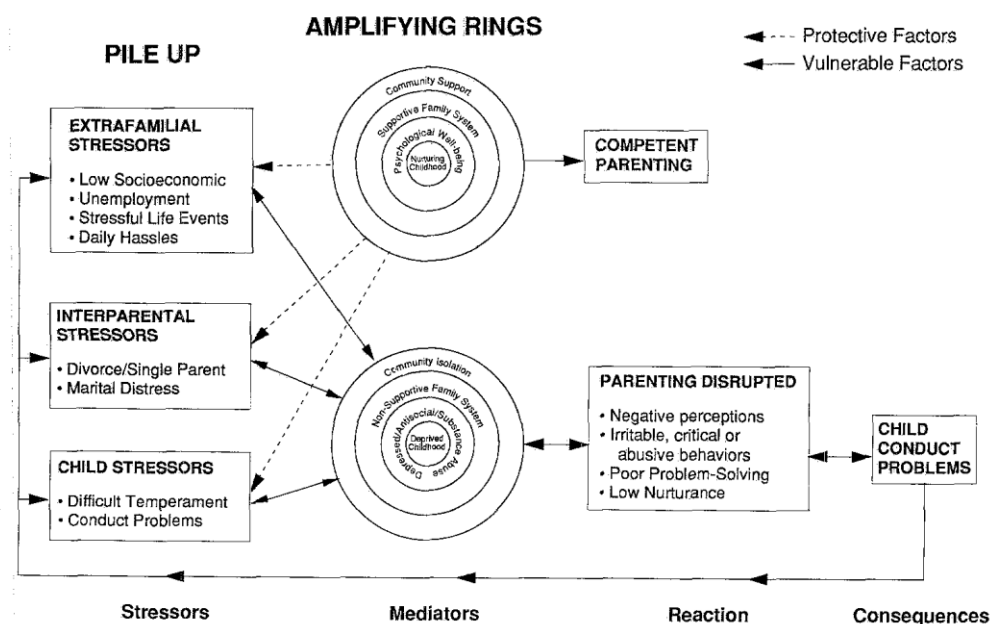 AMPLIFYING RINGS
PILE UP
Protective Factors
Vulnerable Factors
EXTRAFAMILIAL
STRESSORS
• Low Socioeconomic
• Unemployment
• Stressful Life Events
• Daily Hassles
Community Support
Supportive Family System
Psychological Well-being
Nurturing
Childhood
COMPETENT
PARENTING
INTERPARENTAL
STRESSORS
• Divorce/Single Parent
• Marital Distress
Community isolation
Non-Supportive Family System
Depressed/Antisocial/Substance Abuse
Deprived
Childhood
PARENTING DISRUPTED
• Negative perceptions
• Irritable, critical or
abusive behaviors
• Poor Problem-Solving
• Low Nurturance
CHILD
CONDUCT
PROBLEMS
CHILD STRESSORS
• Difficult Temperament
• Conduct Problems
Stressors
Mediators
Reaction
Consequences